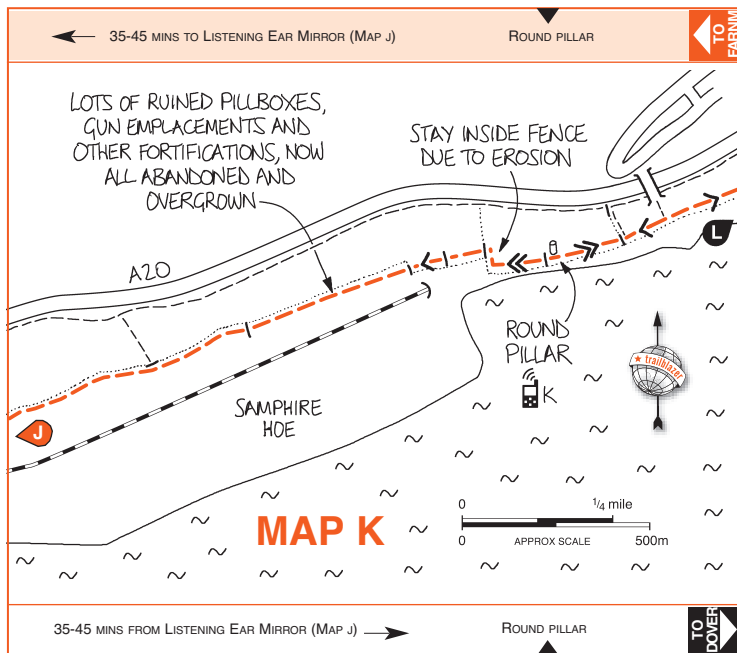 35-45 MINS TO LISTENING EAR MIRROR (MAP J)
ROUND PILLAR
TO
FARNM
LOTS OF RUINED PILLBOXES,
GUN EMPLACEMENTS AND
OTHER FORTIFICATIONS, NOW
ALL ABANDONED AND
OVERGROWN
STAY INSIDE FENCE
DUE TO EROSION
L
A20
ROUND
PILLAR
K
★ trailblazer
J
SAMPHIRE
HOE
MAP K
0 1/4 mile
0 APPROX SCALE 500m
35-45 MINS FROM LISTENING EAR MIRROR (MAP J)
ROUND PILLAR
TO
DOVER